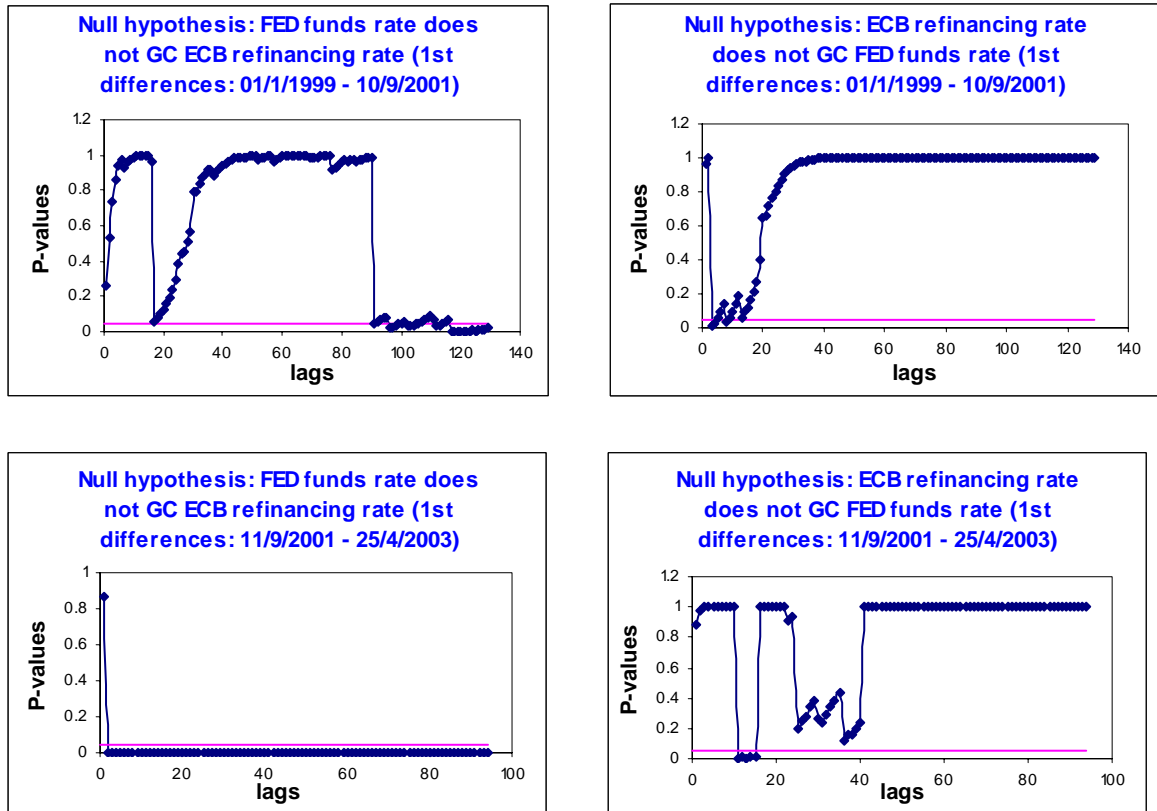 Null hypothesis: FED funds rate does
not GC ECB refinancing rate (1st
differences: 01/1/1999 - 10/9/2001)
1.2
1
0.8
0.6
0.4
0.2
0
P-values
0 20 40 60 80 100 120 140
lags
Null hypothesis: ECB refinancing rate
does not GC FED funds rate (1st
differences: 01/1/1999 - 10/9/2001)
1.2
1
0.8
0.6
0.4
0.2
0
P-values
0 20 40 60 80 100 120 140
lags
Null hypothesis: FED funds rate does
not GC ECB refinancing rate (1st
differences: 11/9/2001 - 25/4/2003)
1
0.8
0.6
0.4
0.2
0
P-values
0 20 40 60 80 100
lags
Null hypothesis: ECB refinancing rate
does not GC FED funds rate (1st
differences: 11/9/2001 - 25/4/2003)
1.2
1
0.8
0.6
0.4
0.2
0
P-values
0 20 40 60 80 100
lags